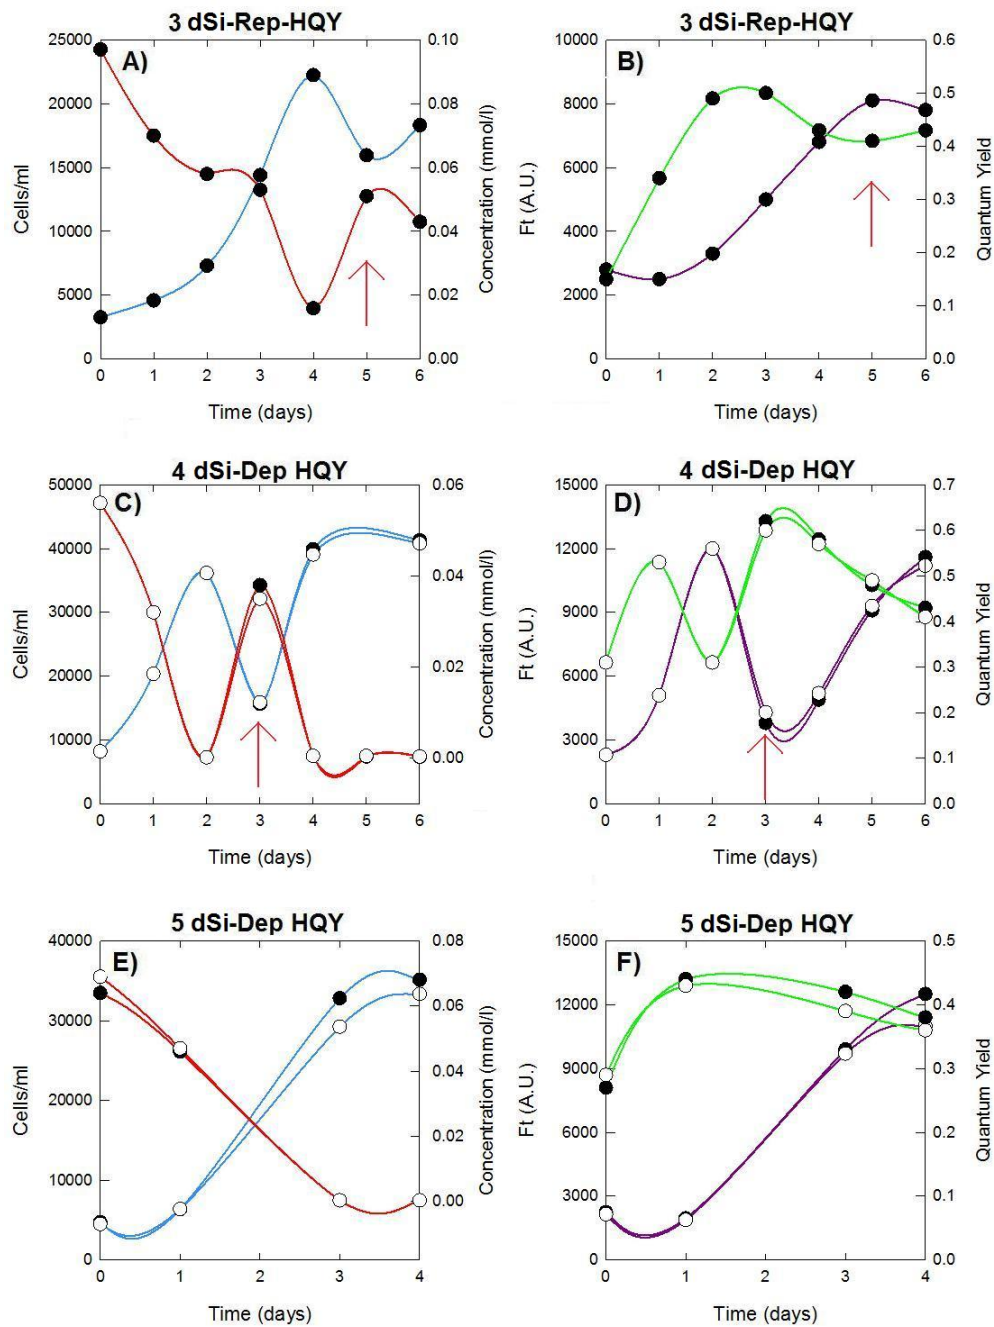 3 dSi-Rep-HQY
A)
25000
20000
15000
10000
5000
0
Cells/ml
0.10
0.08
0.06
0.04
0.02
0.00
Concentration (mmol/l)
0 1 2 3 4 5 6
Time (days)
3 dSi-Rep-HQY
B)
10000
8000
6000
4000
2000
0
Ft (A.U.)
0.6
0.5
0.4
0.3
0.2
0.1
0.0
Quantum Yield
0 1 2 3 4 5 6
Time (days)
4 dSi-Dep HQY
C)
50000
40000
30000
20000
10000
0
Cells/ml
0.06
0.04
0.02
0.00
Concentration (mmol/l)
0 1 2 3 4 5 6
Time (days)
4 dSi-Dep HQY
D)
15000
12000
9000
6000
3000
0
Ft (A.U.)
0.7
0.6
0.5
0.4
0.3
0.2
0.1
0.0
Quantum Yield
0 1 2 3 4 5 6
Time (days)
5 dSi-Dep HQY
E)
40000
30000
20000
10000
0
Cells/ml
0.08
0.06
0.04
0.02
0.00
Concentration (mmol/l)
0 1 2 3 4
Time (days)
5 dSi-Dep HQY
F)
15000
12000
9000
6000
3000
0
Ft (A.U.)
0.5
0.4
0.3
0.2
0.1
0.0
Quantum Yield
0 1 2 3 4
Time (days)